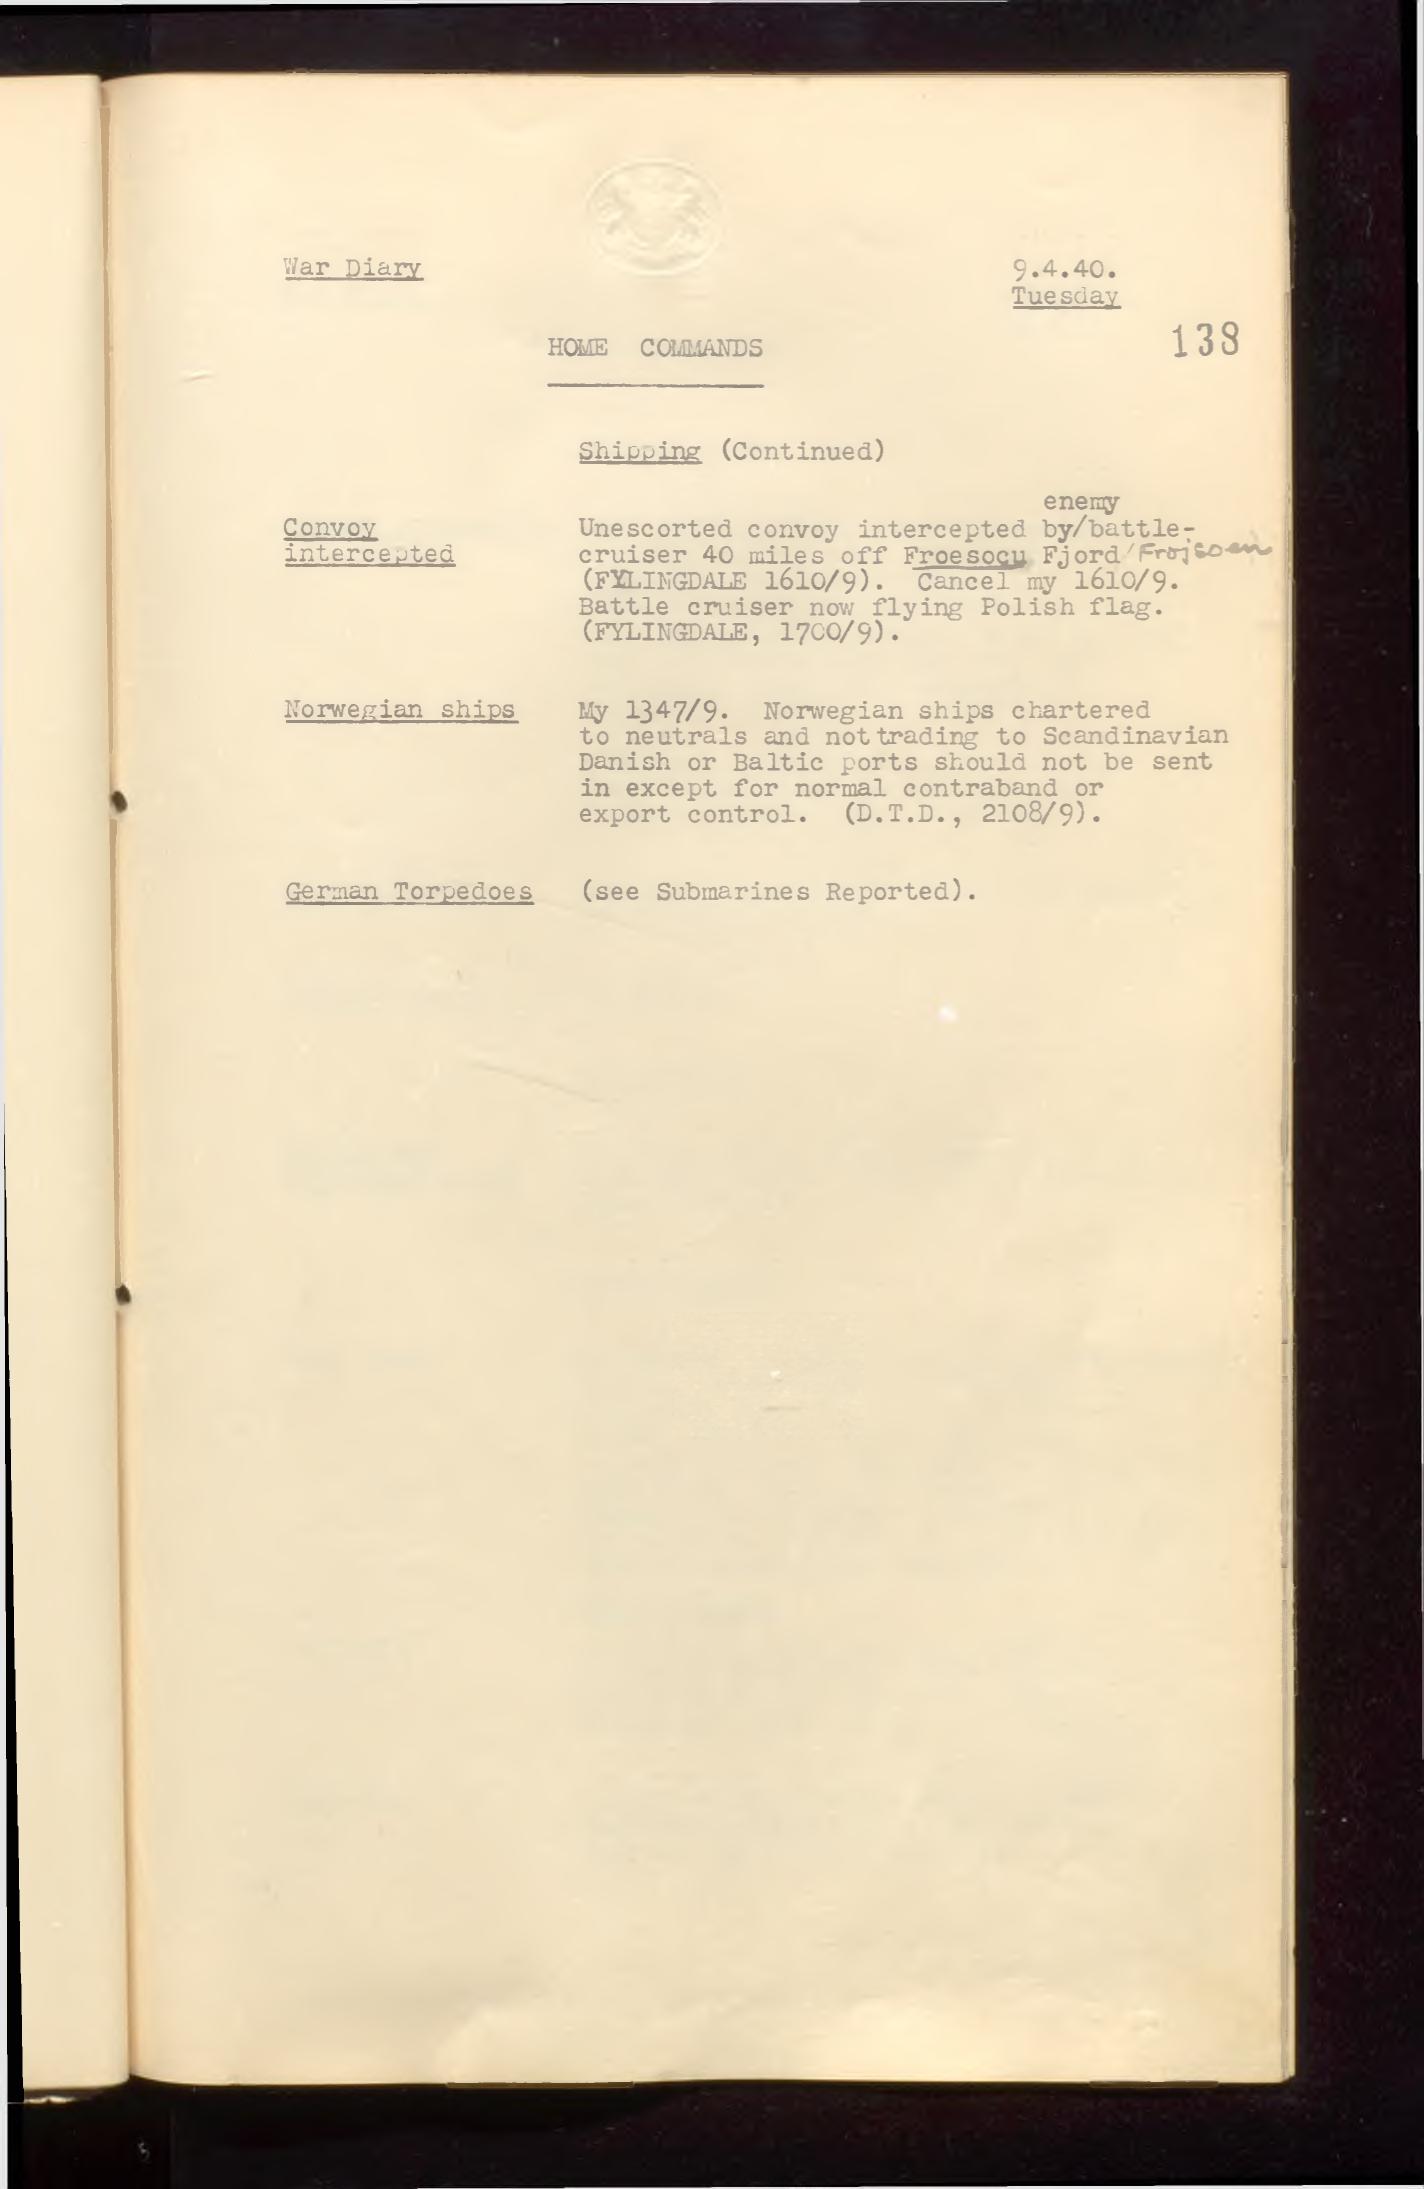 War Diary
9.4.40.
Tuesday
138
HOME COMMANDS
Shipping (Continued)
Convoy
intercepted
enemy
Unescorted convoy intercepted by/battle-
cruiser 40 miles off Froesocu Fjord/Frojsoen
(FYLINGDALE 1610/9). Cancel my 1610/9.
Battle cruiser now flying Polish flag.
(FYLINGDALE, 1700/9).
Norwegian ships
My 1347/9. Norwegian ships chartered
to neutrals and not trading to Scandinavian
Danish or Baltic ports should not be sent
in except for normal contraband or
export control. (D.T.D., 2108/9).
German Torpedoes
(see Submarines Reported).